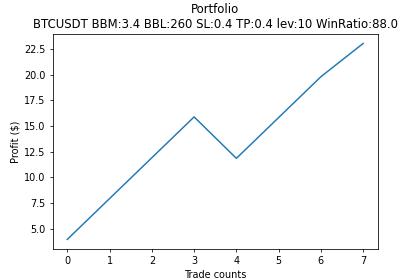 Portfolio
BTCUSDT BBM:3.4 BBL:260 SL:0.4 TP:0.4 lev:10 WinRatio:88.0
22.5
20.0
17.5
15.0
12.5
10.0
7.5
5.0
Profit ($)
0 1 2 3 4 5 6 7
Trade counts